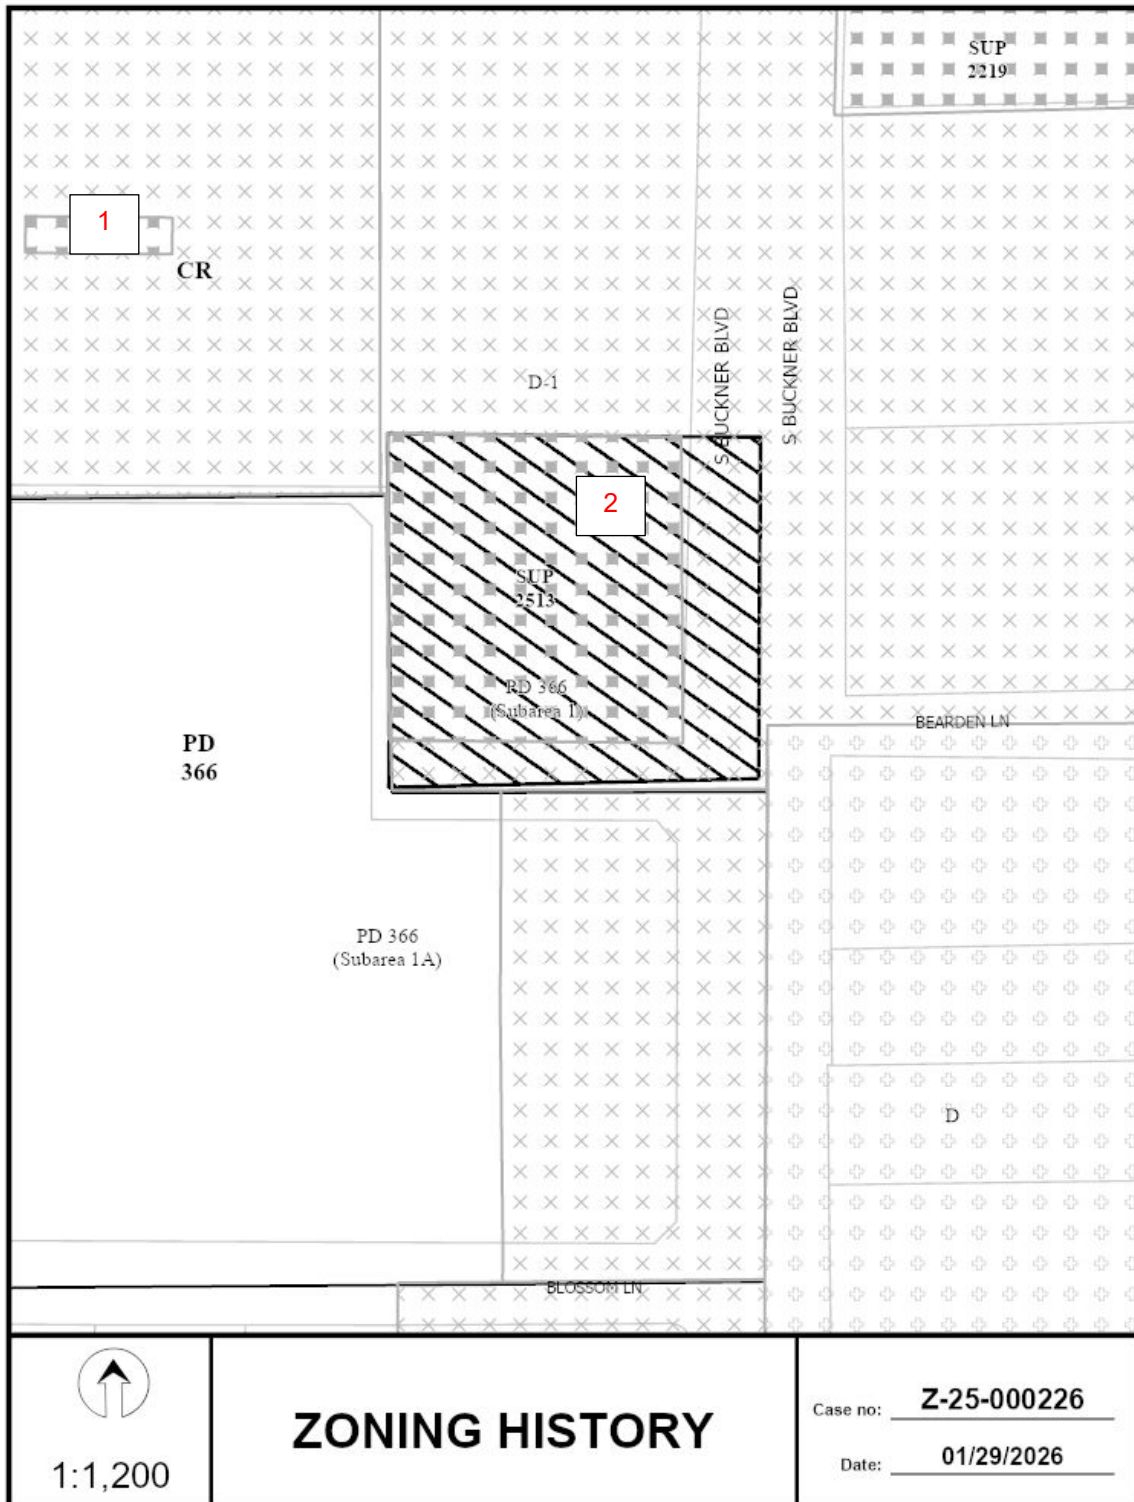 SUP
2219
1
CR
S BUCKNER BLVD
S BUCKNER BLVD
D-1
2
SUP
2513
PD 366
(Subarea 1)
BEARDEN LN
PD
366
PD 366
(Subarea 1A)
D
BLOSSOM LN
1:1,200
ZONING HISTORY
Case no: Z-25-000226
Date: 01/29/2026